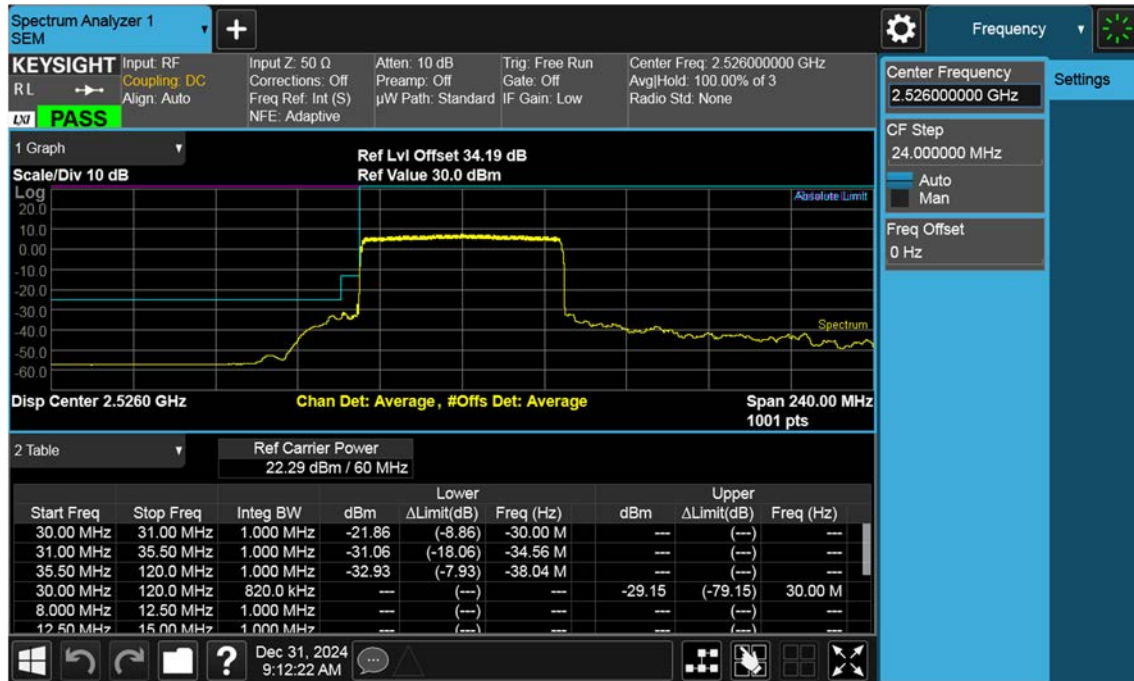 Spectrum Analyzer 1
SEM
Frequency
KEYSIGHT
R L
LXI
PASS
Input: RF
Coupling: DC
Align: Auto
Input Z: 50 Ω
Corrections: Off
Freq Ref: Int (S)
NFE: Adaptive
Atten: 10 dB
Preamp: Off
µW Path: Standard
Trig: Free Run
Gate: Off
IF Gain: Low
Center Freq: 2.526000000 GHz
Avg|Hold: 100.00% of 3
Radio Std: None
Center Frequency
2.526000000 GHz
Settings
CF Step
24.000000 MHz
Auto
Man
Freq Offset
0 Hz
1 Graph
Ref Lvl Offset 34.19 dB
Scale/Div 10 dB
Ref Value 30.0 dBm
Log
20.0
10.0
0.00
-10.0
-20.0
-30.0
-40.0
-50.0
-60.0
Absolute Limit
Spectrum
Disp Center 2.5260 GHz
Chan Det: Average , #Offs Det: Average
Span 240.00 MHz
1001 pts
2 Table
Ref Carrier Power
22.29 dBm / 60 MHz
Lower Upper
Start Freq Stop Freq Integ BW dBm ΔLimit(dB) Freq (Hz) dBm ΔLimit(dB) Freq (Hz)
30.00 MHz 31.00 MHz 1.000 MHz -21.86 (-8.86) -30.00 M --- (---) ---
31.00 MHz 35.50 MHz 1.000 MHz -31.06 (-18.06) -34.56 M --- (---) ---
35.50 MHz 120.0 MHz 1.000 MHz -32.93 (-7.93) -38.04 M --- (---) ---
30.00 MHz 120.0 MHz 820.0 kHz --- (---) --- -29.15 (-79.15) 30.00 M
8.000 MHz 12.50 MHz 1.000 MHz --- (---) --- --- (---) ---
12.50 MHz 15.00 MHz 1.000 MHz --- (---) --- --- (---) ---
Dec 31, 2024
9:12:22 AM